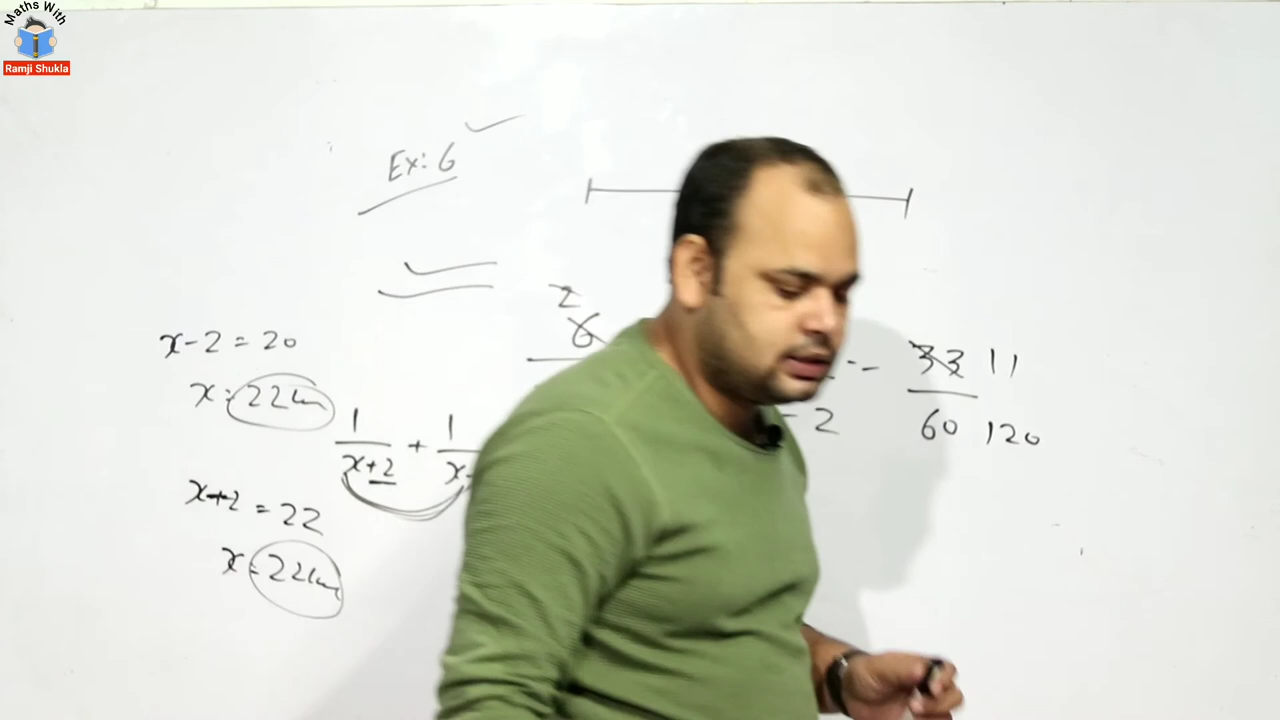 Maths With
Ramji Shukla
Ex: 6
2
6
33 11
60 120
- 2
x - 2 = 20
x = 22km
1/x+2 + 1/x-
x+2 = 22
x = 22km